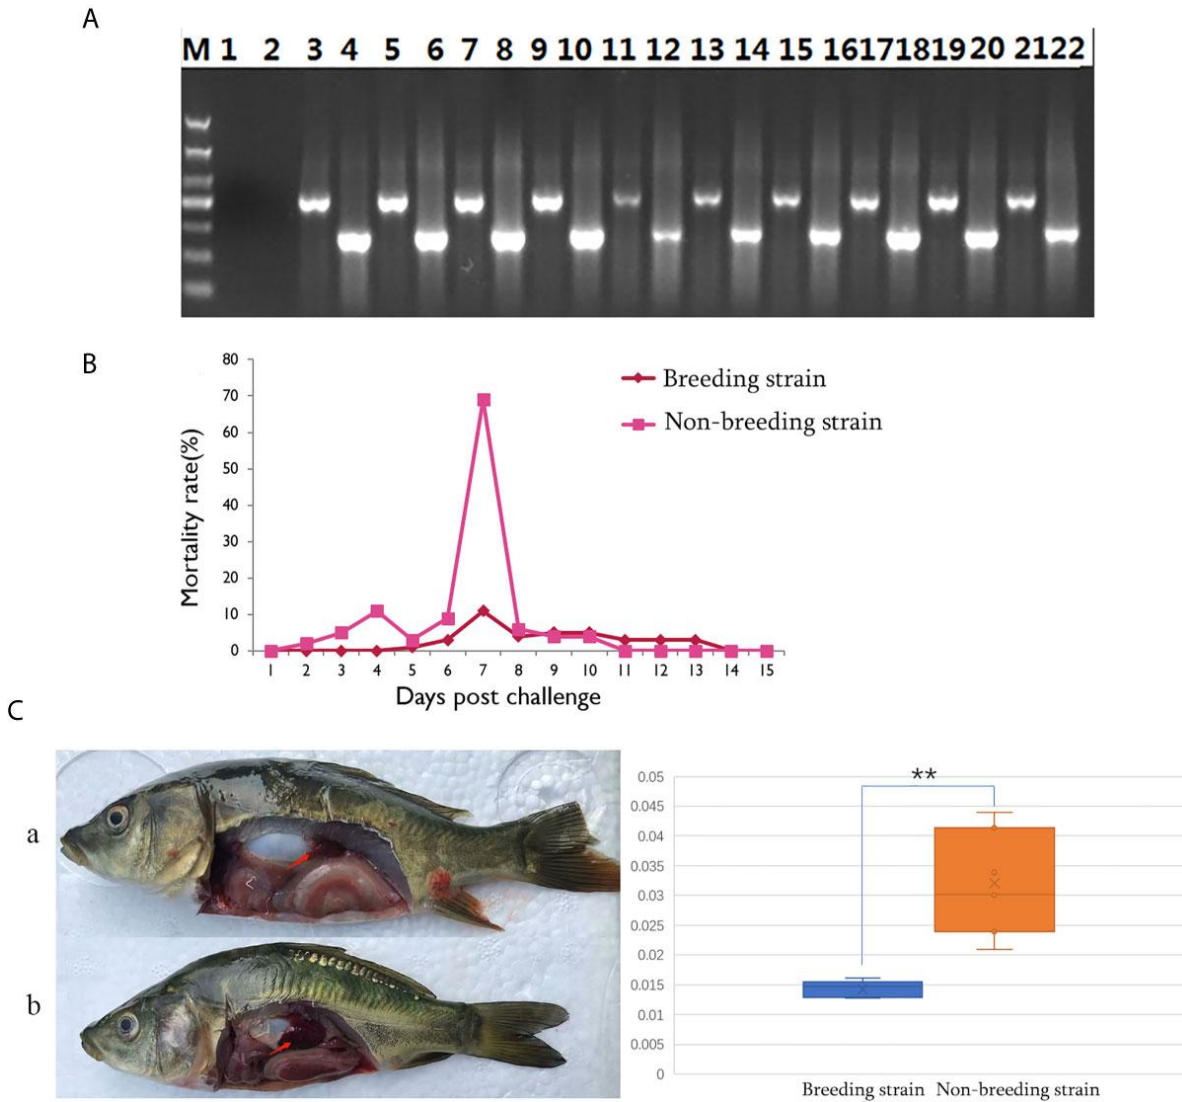 A
M 1 2 3 4 5 6 7 8 9 10 11 12 13 14 15 16 17 18 19 20 21 22
B
80
70
60
50
40
30
20
10
0
Mortality rate(%)
Breeding strain
Non-breeding strain
1 2 3 4 5 6 7 8 9 10 11 12 13 14 15
Days post challenge
C
a
b
**
0.05
0.045
0.04
0.035
0.03
0.025
0.02
0.015
0.01
0.005
0
Breeding strain Non-breeding strain